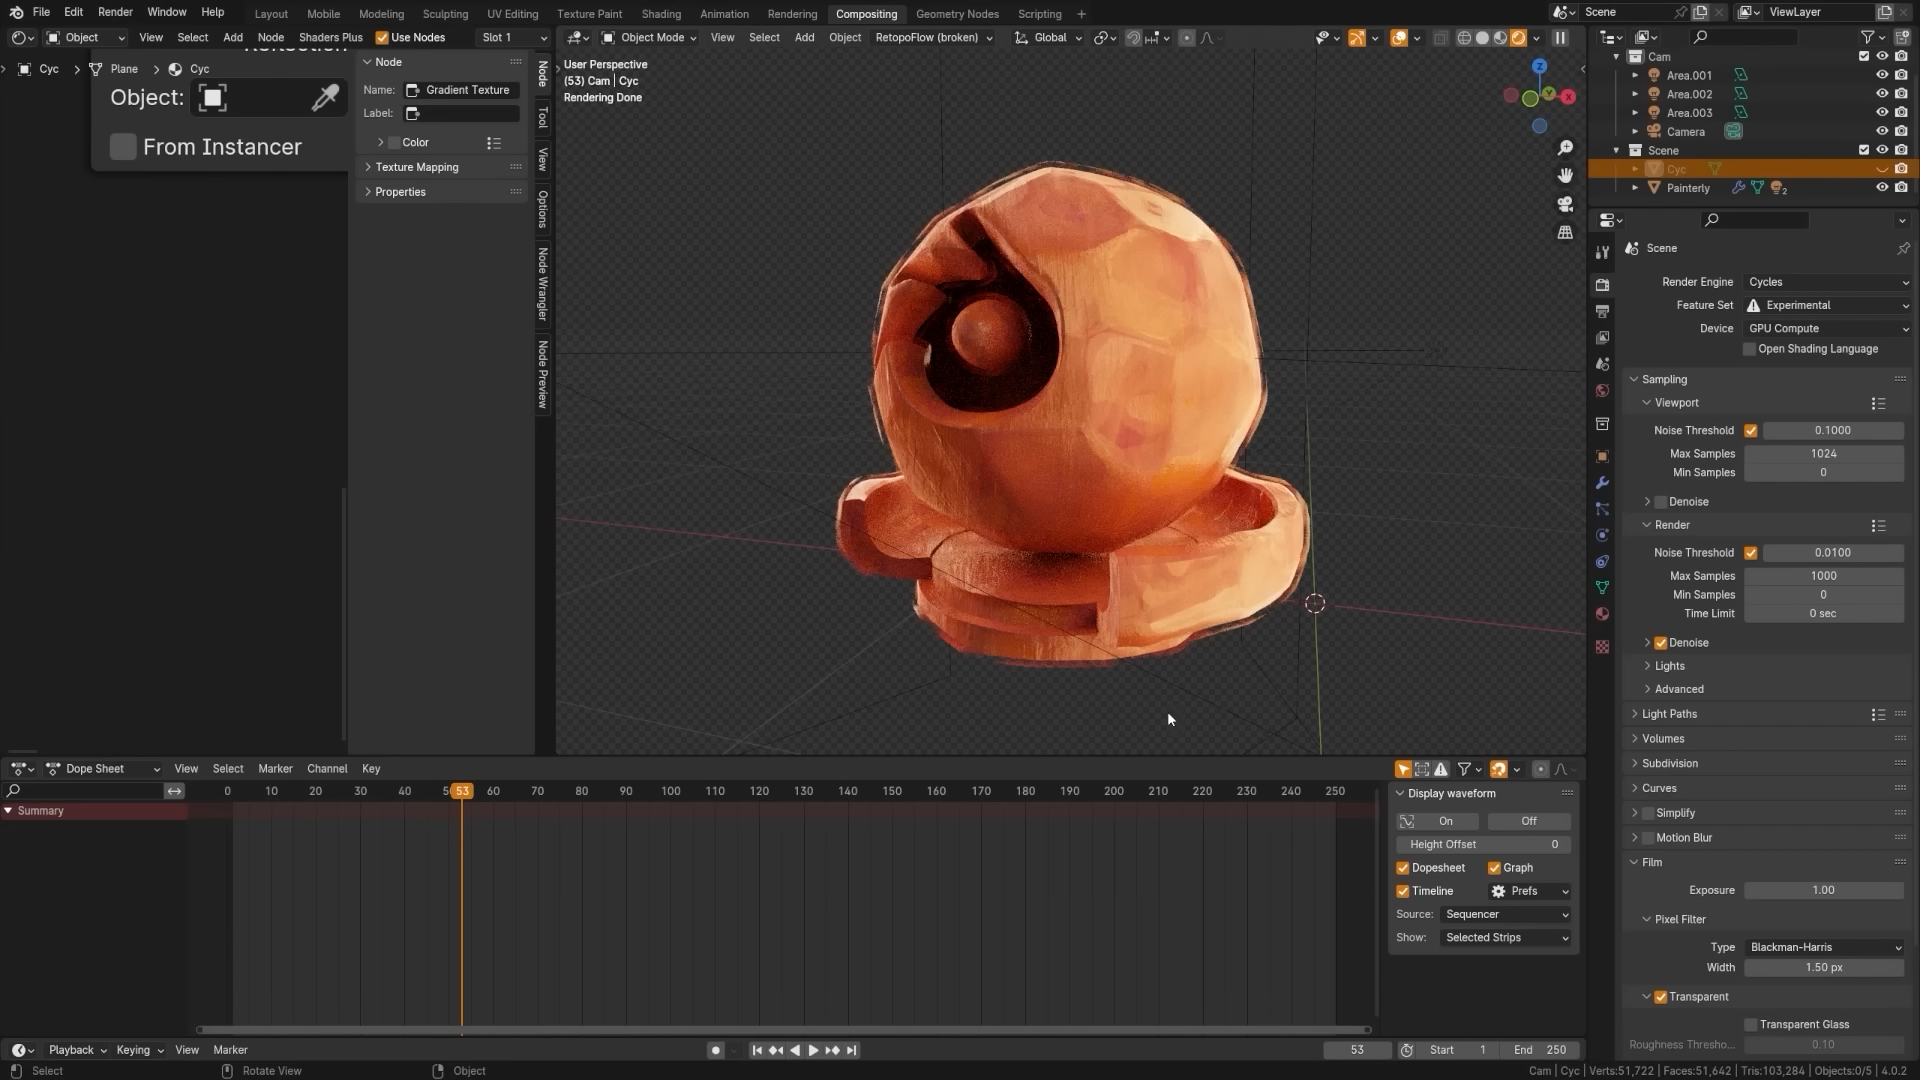 File Edit Render Window Help
Layout Mobile Modeling Sculpting UV Editing Texture Paint Shading Animation Rendering Compositing Geometry Nodes Scripting +
Scene
ViewLayer
Object View Select Add Node Shaders Plus Use Nodes Slot 1
Object Mode View Select Add Object RetopoFlow (broken) Global
Cyc > Plane > Cyc
Object:
From Instancer
Node
Name: Gradient Texture
Label:
Color
Texture Mapping
Properties
Node
Tool
View
Options
Node Wrangler
Node Preview
User Perspective
(53) Cam | Cyc
Rendering Done
Z
Y
X
Cam
Area.001
Area.002
Area.003
Camera
Scene
Cyc
Painterly
2
Scene
Render Engine Cycles
Feature Set Experimental
Device GPU Compute
Open Shading Language
Sampling
Viewport
Noise Threshold 0.1000
Max Samples 1024
Min Samples 0
Denoise
Render
Noise Threshold 0.0100
Max Samples 1000
Min Samples 0
Time Limit 0 sec
Denoise
Lights
Advanced
Light Paths
Volumes
Subdivision
Curves
Simplify
Motion Blur
Film
Exposure 1.00
Pixel Filter
Type Blackman-Harris
Width 1.50 px
Transparent
Transparent Glass
Roughness Thresho... 0.10
Dope Sheet View Select Marker Channel Key
0 10 20 30 40 53 60 70 80 90 100 110 120 130 140 150 160 170 180 190 200 210 220 230 240 250
Summary
Display waveform
On Off
Height Offset 0
Dopesheet Graph
Timeline Prefs
Source: Sequencer
Show: Selected Strips
Playback Keying View Marker
53 Start 1 End 250
Select Rotate View Object
Cam | Cyc | Verts:51,722 | Faces:51,642 | Tris:103,284 | Objects:0/5 | 4.0.2